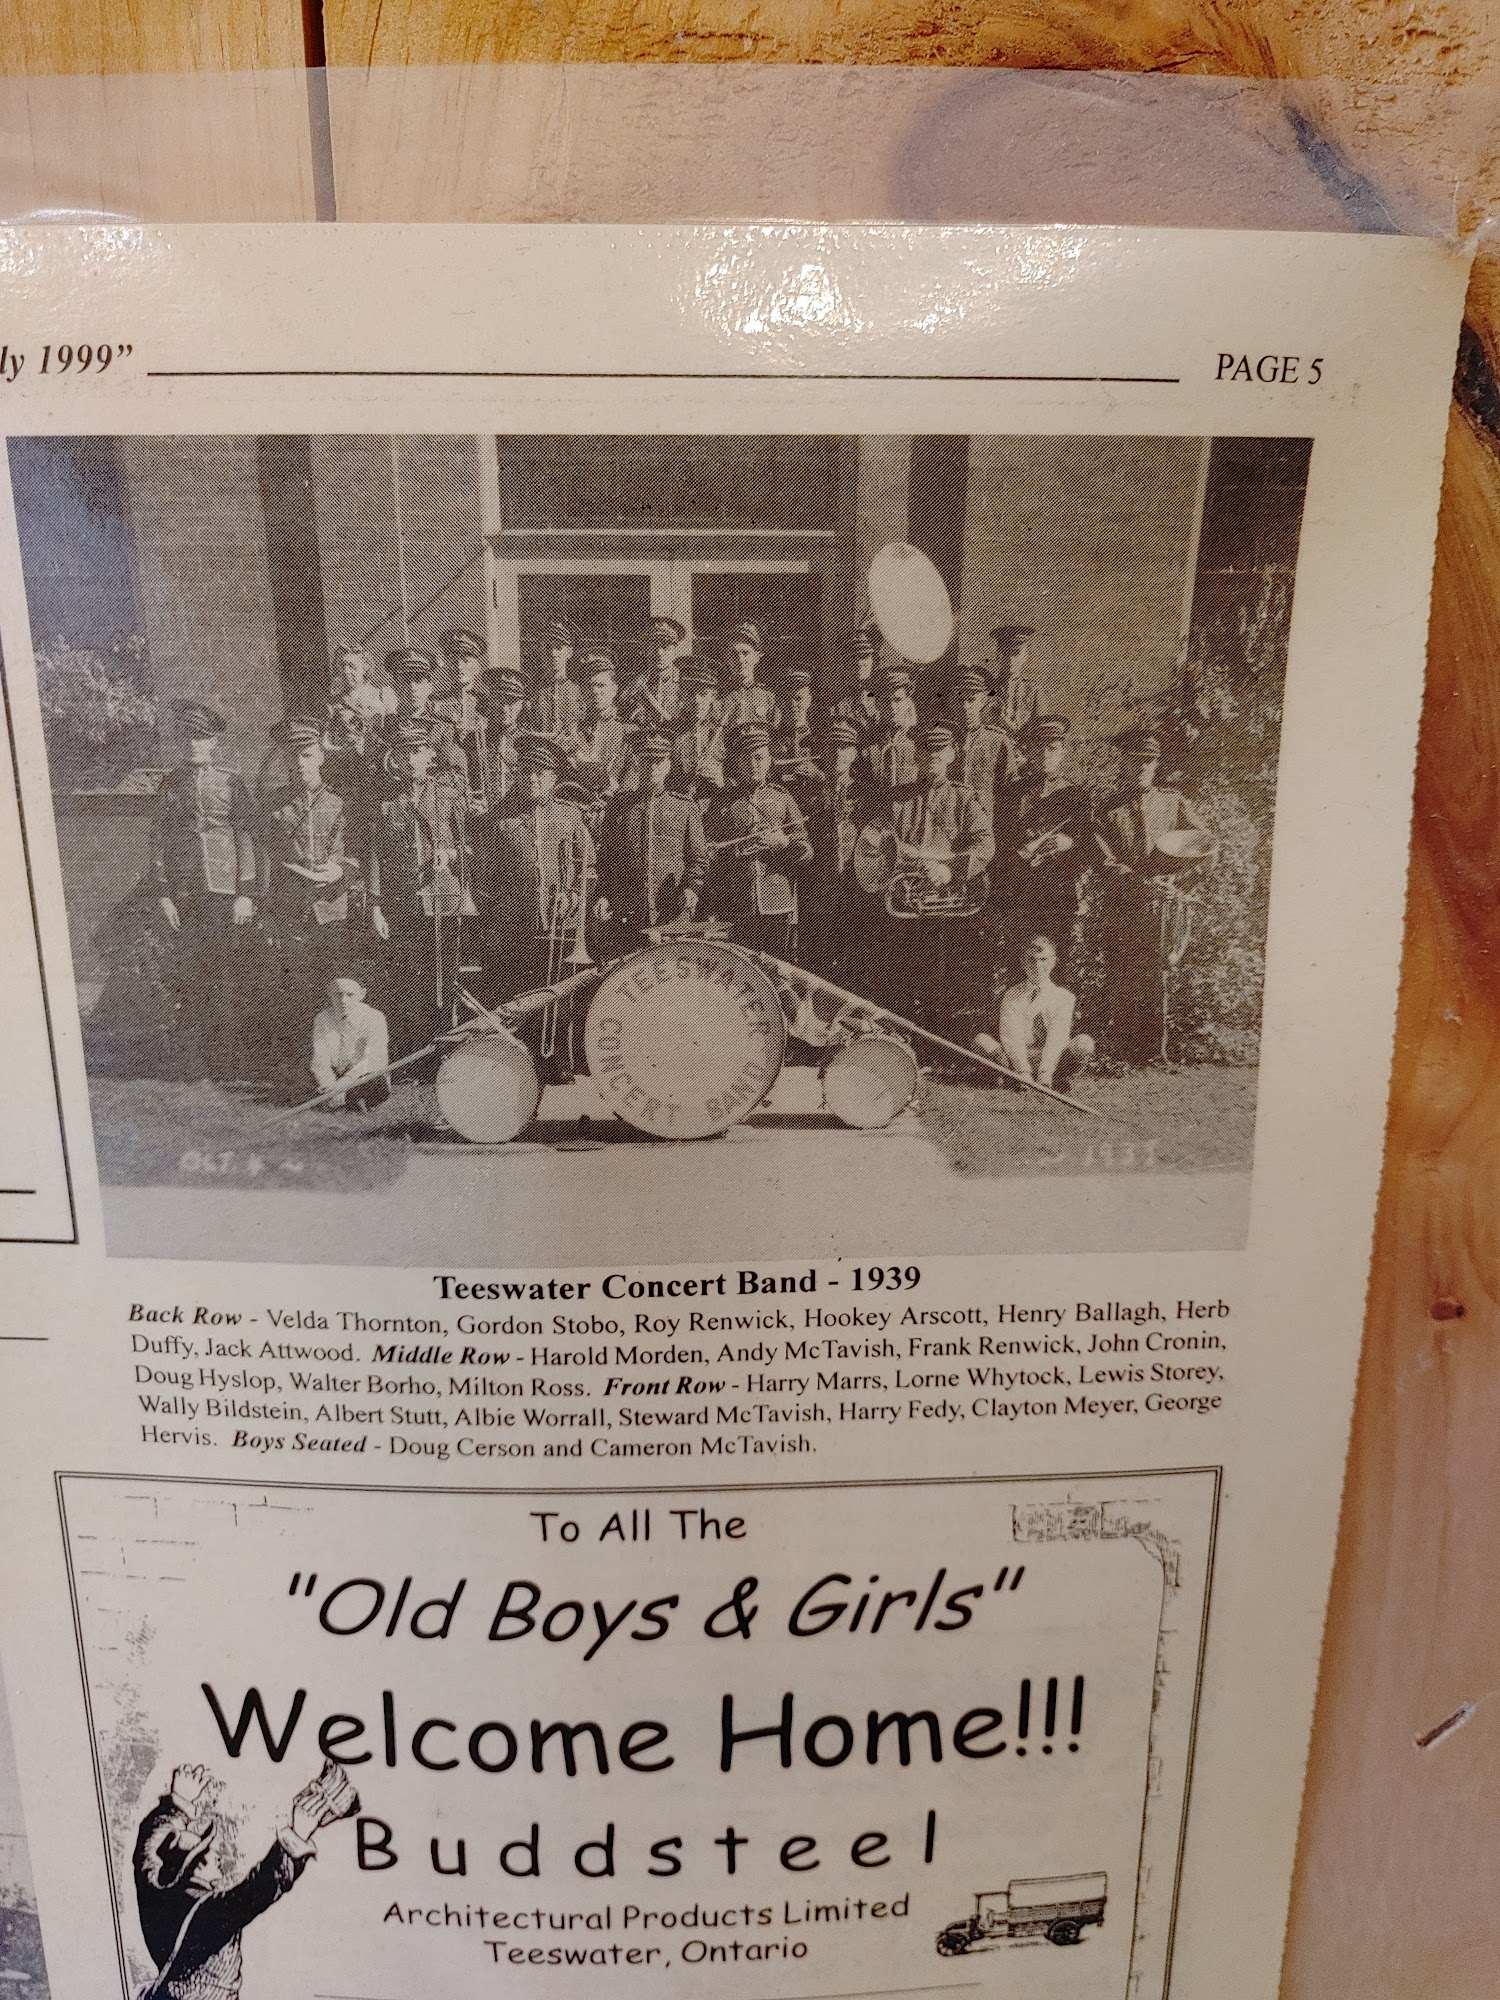 ly 1999”
PAGE 5
TEESWATER
CONCERT BAND
OCT. 4
Teeswater Concert Band - 1939
Back Row - Velda Thornton, Gordon Stobo, Roy Renwick, Hookey Arscott, Henry Ballagh, Herb
Duffy, Jack Attwood. Middle Row - Harold Morden, Andy McTavish, Frank Renwick, John Cronin,
Doug Hyslop, Walter Borho, Milton Ross. Front Row - Harry Marrs, Lorne Whytock, Lewis Storey,
Wally Bildstein, Albert Stutt, Albie Worrall, Steward McTavish, Harry Fedy, Clayton Meyer, George
Hervis. Boys Seated - Doug Cerson and Cameron McTavish.
To All The
"Old Boys & Girls"
Welcome Home!!!
Buddsteel
Architectural Products Limited
Teeswater, Ontario